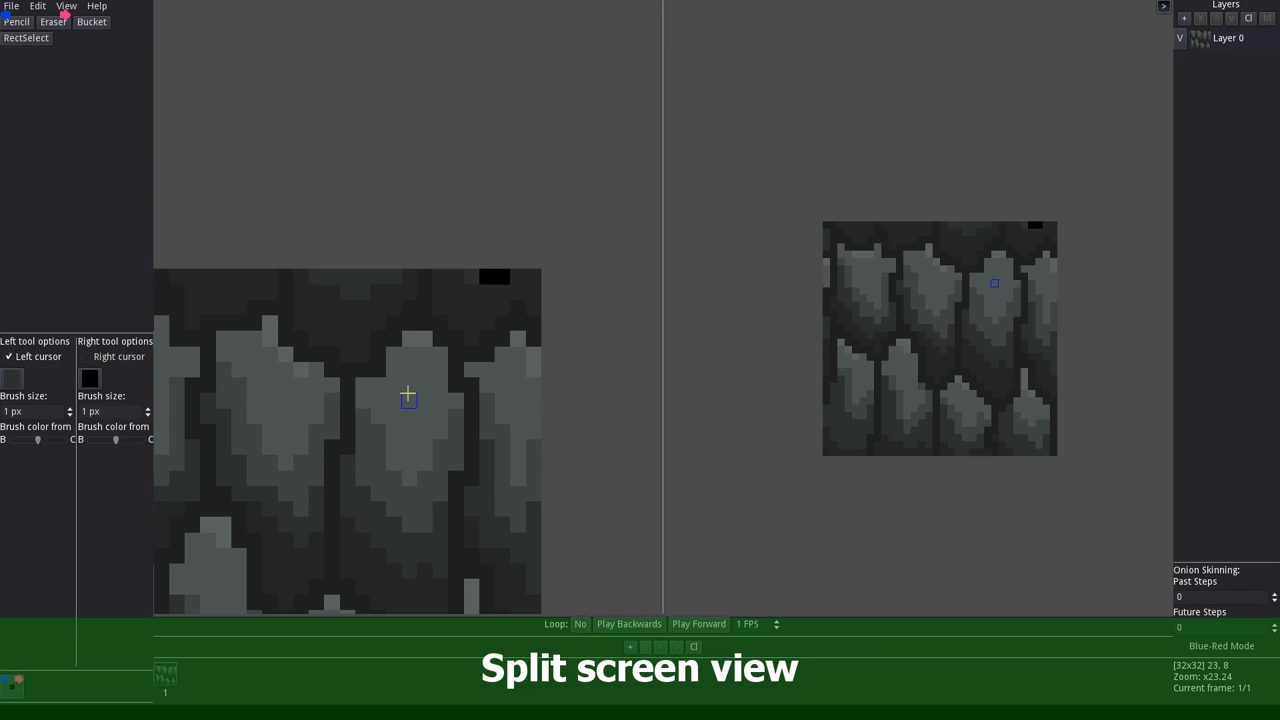 File Edit View Help
Pencil Eraser Bucket
RectSelect
Left tool options Right tool options
Left cursor Right cursor
Brush size: Brush size:
1 px 1 px
Brush color from Brush color from
B C B C
>
Layers
+ X ^ V Cl M
V Layer 0
Onion Skinning:
Past Steps
0
Future Steps
0
Blue-Red Mode
[32x32] 23, 8
Zoom: x23.24
Current frame: 1/1
Loop: No Play Backwards Play Forward 1 FPS
+ Cl
1
Split screen view